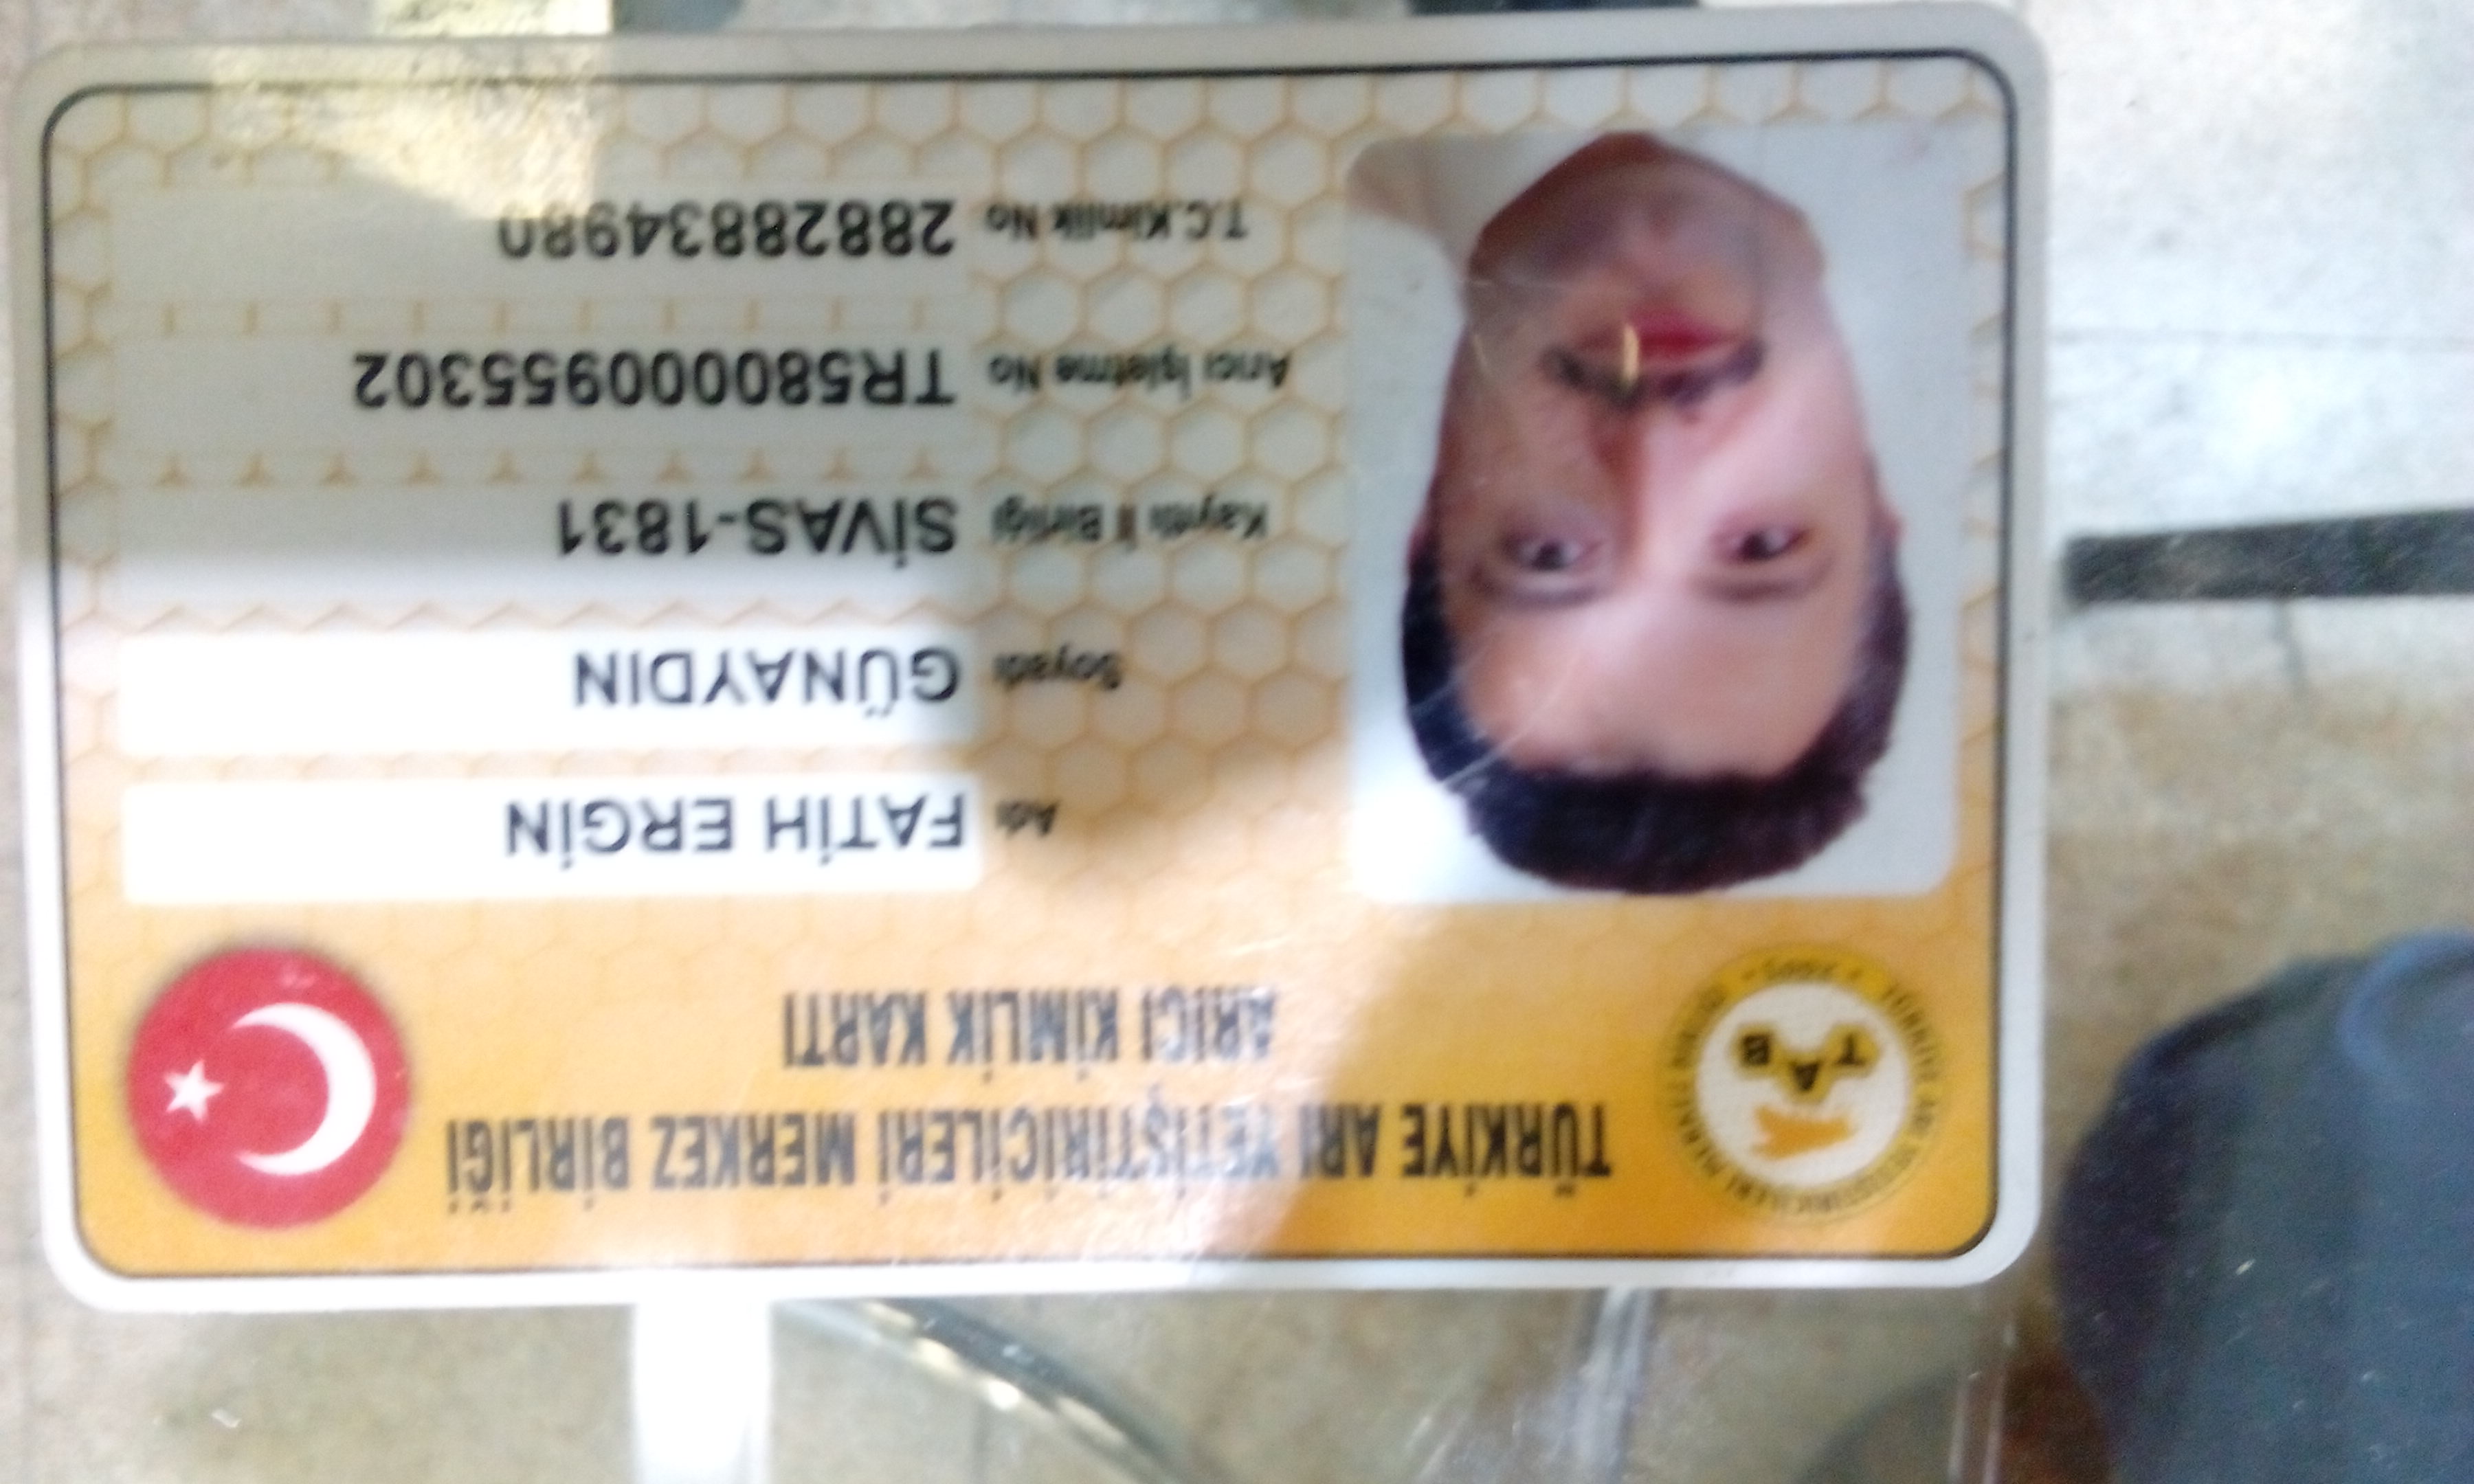 TÜRKİYE ARI YETİŞTİRİCİLERİ MERKEZ BİRLİĞİ
ARICI KİMLİK KARTI
TAB
Adı FATİH ERGİN
Soyadı GÜNAYDIN
Kayıtlı İl Birliği SİVAS-1831
Arıcı İşletme No TR580000955302
T.C.Kimlik No 28828834980